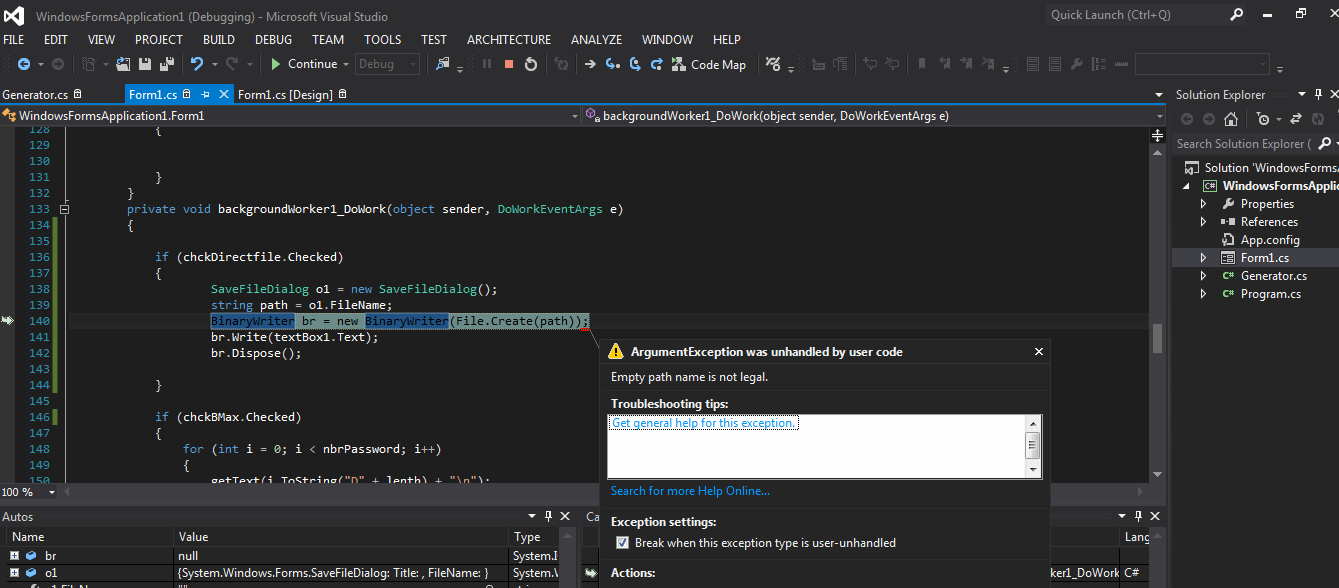 WindowsFormsApplication1 (Debugging) - Microsoft Visual Studio
Quick Launch (Ctrl+Q)
FILE EDIT VIEW PROJECT BUILD DEBUG TEAM TOOLS TEST ARCHITECTURE ANALYZE WINDOW HELP
Continue Debug Code Map
Generator.cs Form1.cs Form1.cs [Design]
Solution Explorer
WindowsFormsApplication1.Form1 backgroundWorker1_DoWork(object sender, DoWorkEventArgs e)
Search Solution Explorer (
Solution 'WindowsForms
WindowsFormsApplic
Properties
References
App.config
Form1.cs
Generator.cs
Program.cs
128 {
129
130
131 }
132 }
133 private void backgroundWorker1_DoWork(object sender, DoWorkEventArgs e)
134 {
135
136 if (chckDirectfile.Checked)
137 {
138 SaveFileDialog o1 = new SaveFileDialog();
139 string path = o1.FileName;
140 BinaryWriter br = new BinaryWriter(File.Create(path));
141 br.Write(textBox1.Text);
142 br.Dispose();
143
144 }
145
146 if (chckBMax.Checked)
147 {
148 for (int i = 0; i < nbrPassword; i++)
149 {
150 getText(i.ToString("D" + lenth) + "\n");
100 %
ArgumentException was unhandled by user code
Empty path name is not legal.
Troubleshooting tips:
Get general help for this exception.
Search for more Help Online...
Exception settings:
Break when this exception type is user-unhandled
Actions:
Autos
Name Value Type
br null System.I
o1 {System.Windows.Forms.SaveFileDialog: Title: , FileName: } System.W
o1.FileName ""
Ca
Lang
ker1_DoWork C#